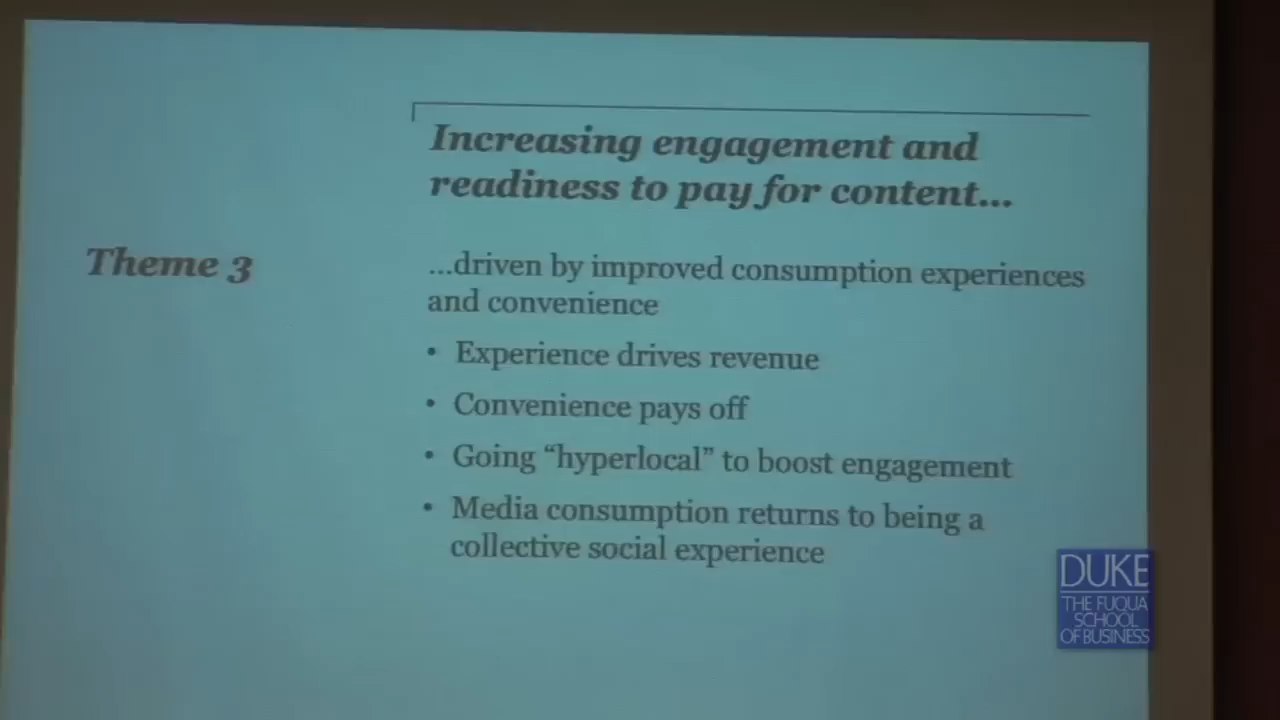 Increasing engagement and
readiness to pay for content...
Theme 3
...driven by improved consumption experiences
and convenience
• Experience drives revenue
• Convenience pays off
• Going “hyperlocal” to boost engagement
• Media consumption returns to being a
collective social experience
DUKE
THE FUQUA
SCHOOL
OF BUSINESS